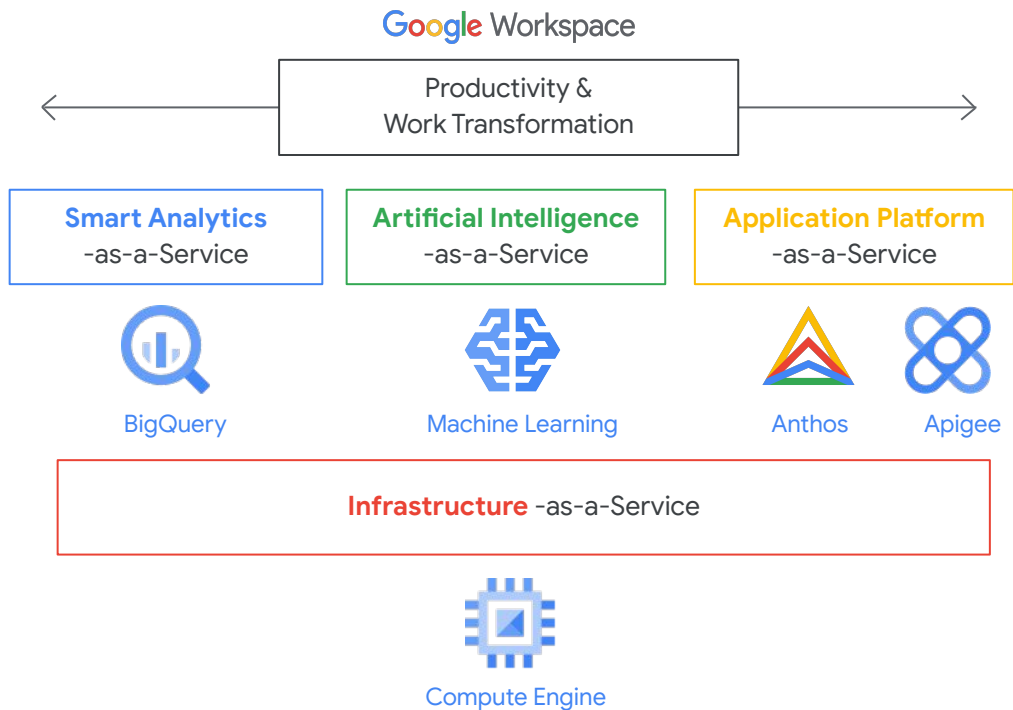 Google Workspace
Productivity &
Work Transformation
Smart Analytics
-as-a-Service
Artificial Intelligence
-as-a-Service
Application Platform
-as-a-Service
BigQuery
Machine Learning
Anthos
Apigee
Infrastructure -as-a-Service
Compute Engine